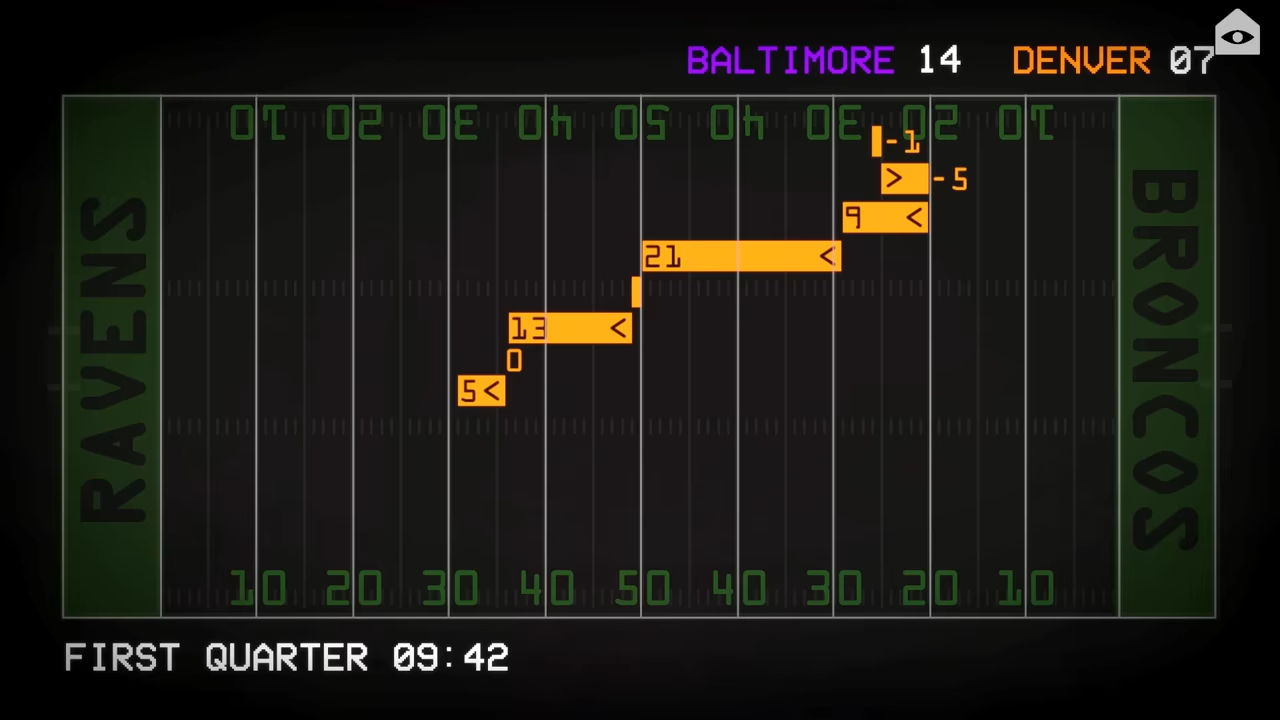 BALTIMORE 14 DENVER 07
10 20 30 40 50 40 30 20 10
-1
> -5
9 <
21 <
13 <
0
5 <
RAVENS
BRONCOS
10 20 30 40 50 40 30 20 10
FIRST QUARTER 09:42